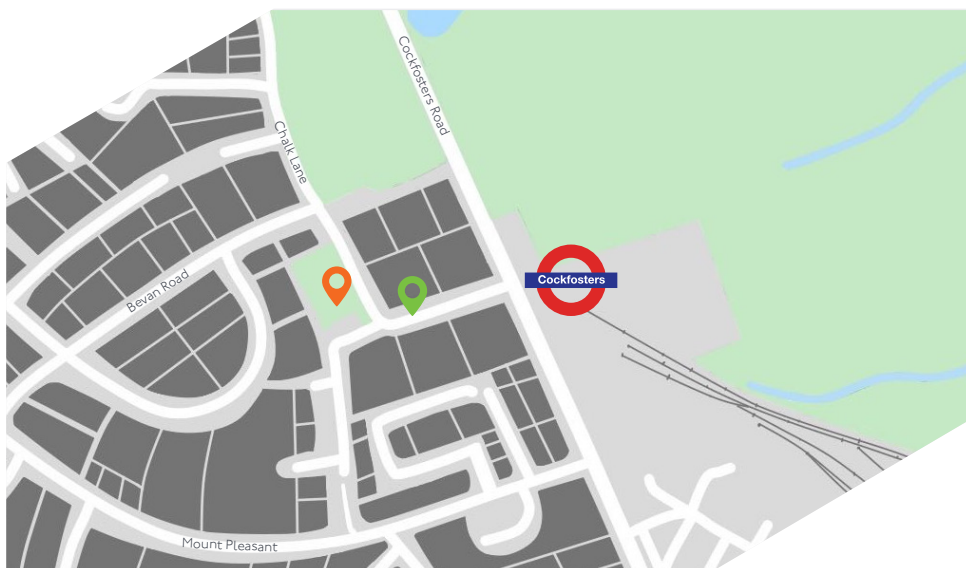 Cockfosters Road
Chalk Lane
Bevan Road
Cockfosters
Mount Pleasant